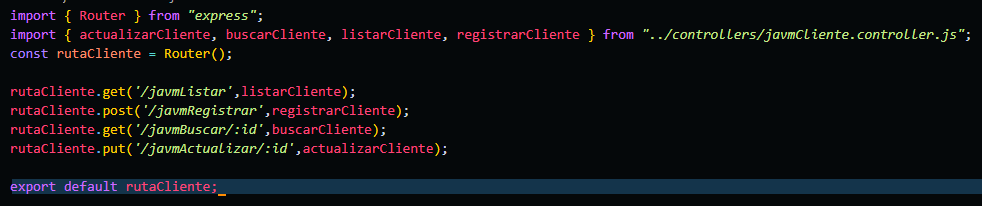 import { Router } from "express";
import { actualizarCliente, buscarCliente, listarCliente, registrarCliente } from "../controllers/javmCliente.controller.js";
const rutaCliente = Router();
rutaCliente.get('/javmListar',listarCliente);
rutaCliente.post('/javmRegistrar',registrarCliente);
rutaCliente.get('/javmBuscar/:id',buscarCliente);
rutaCliente.put('/javmActualizar/:id',actualizarCliente);
export default rutaCliente;